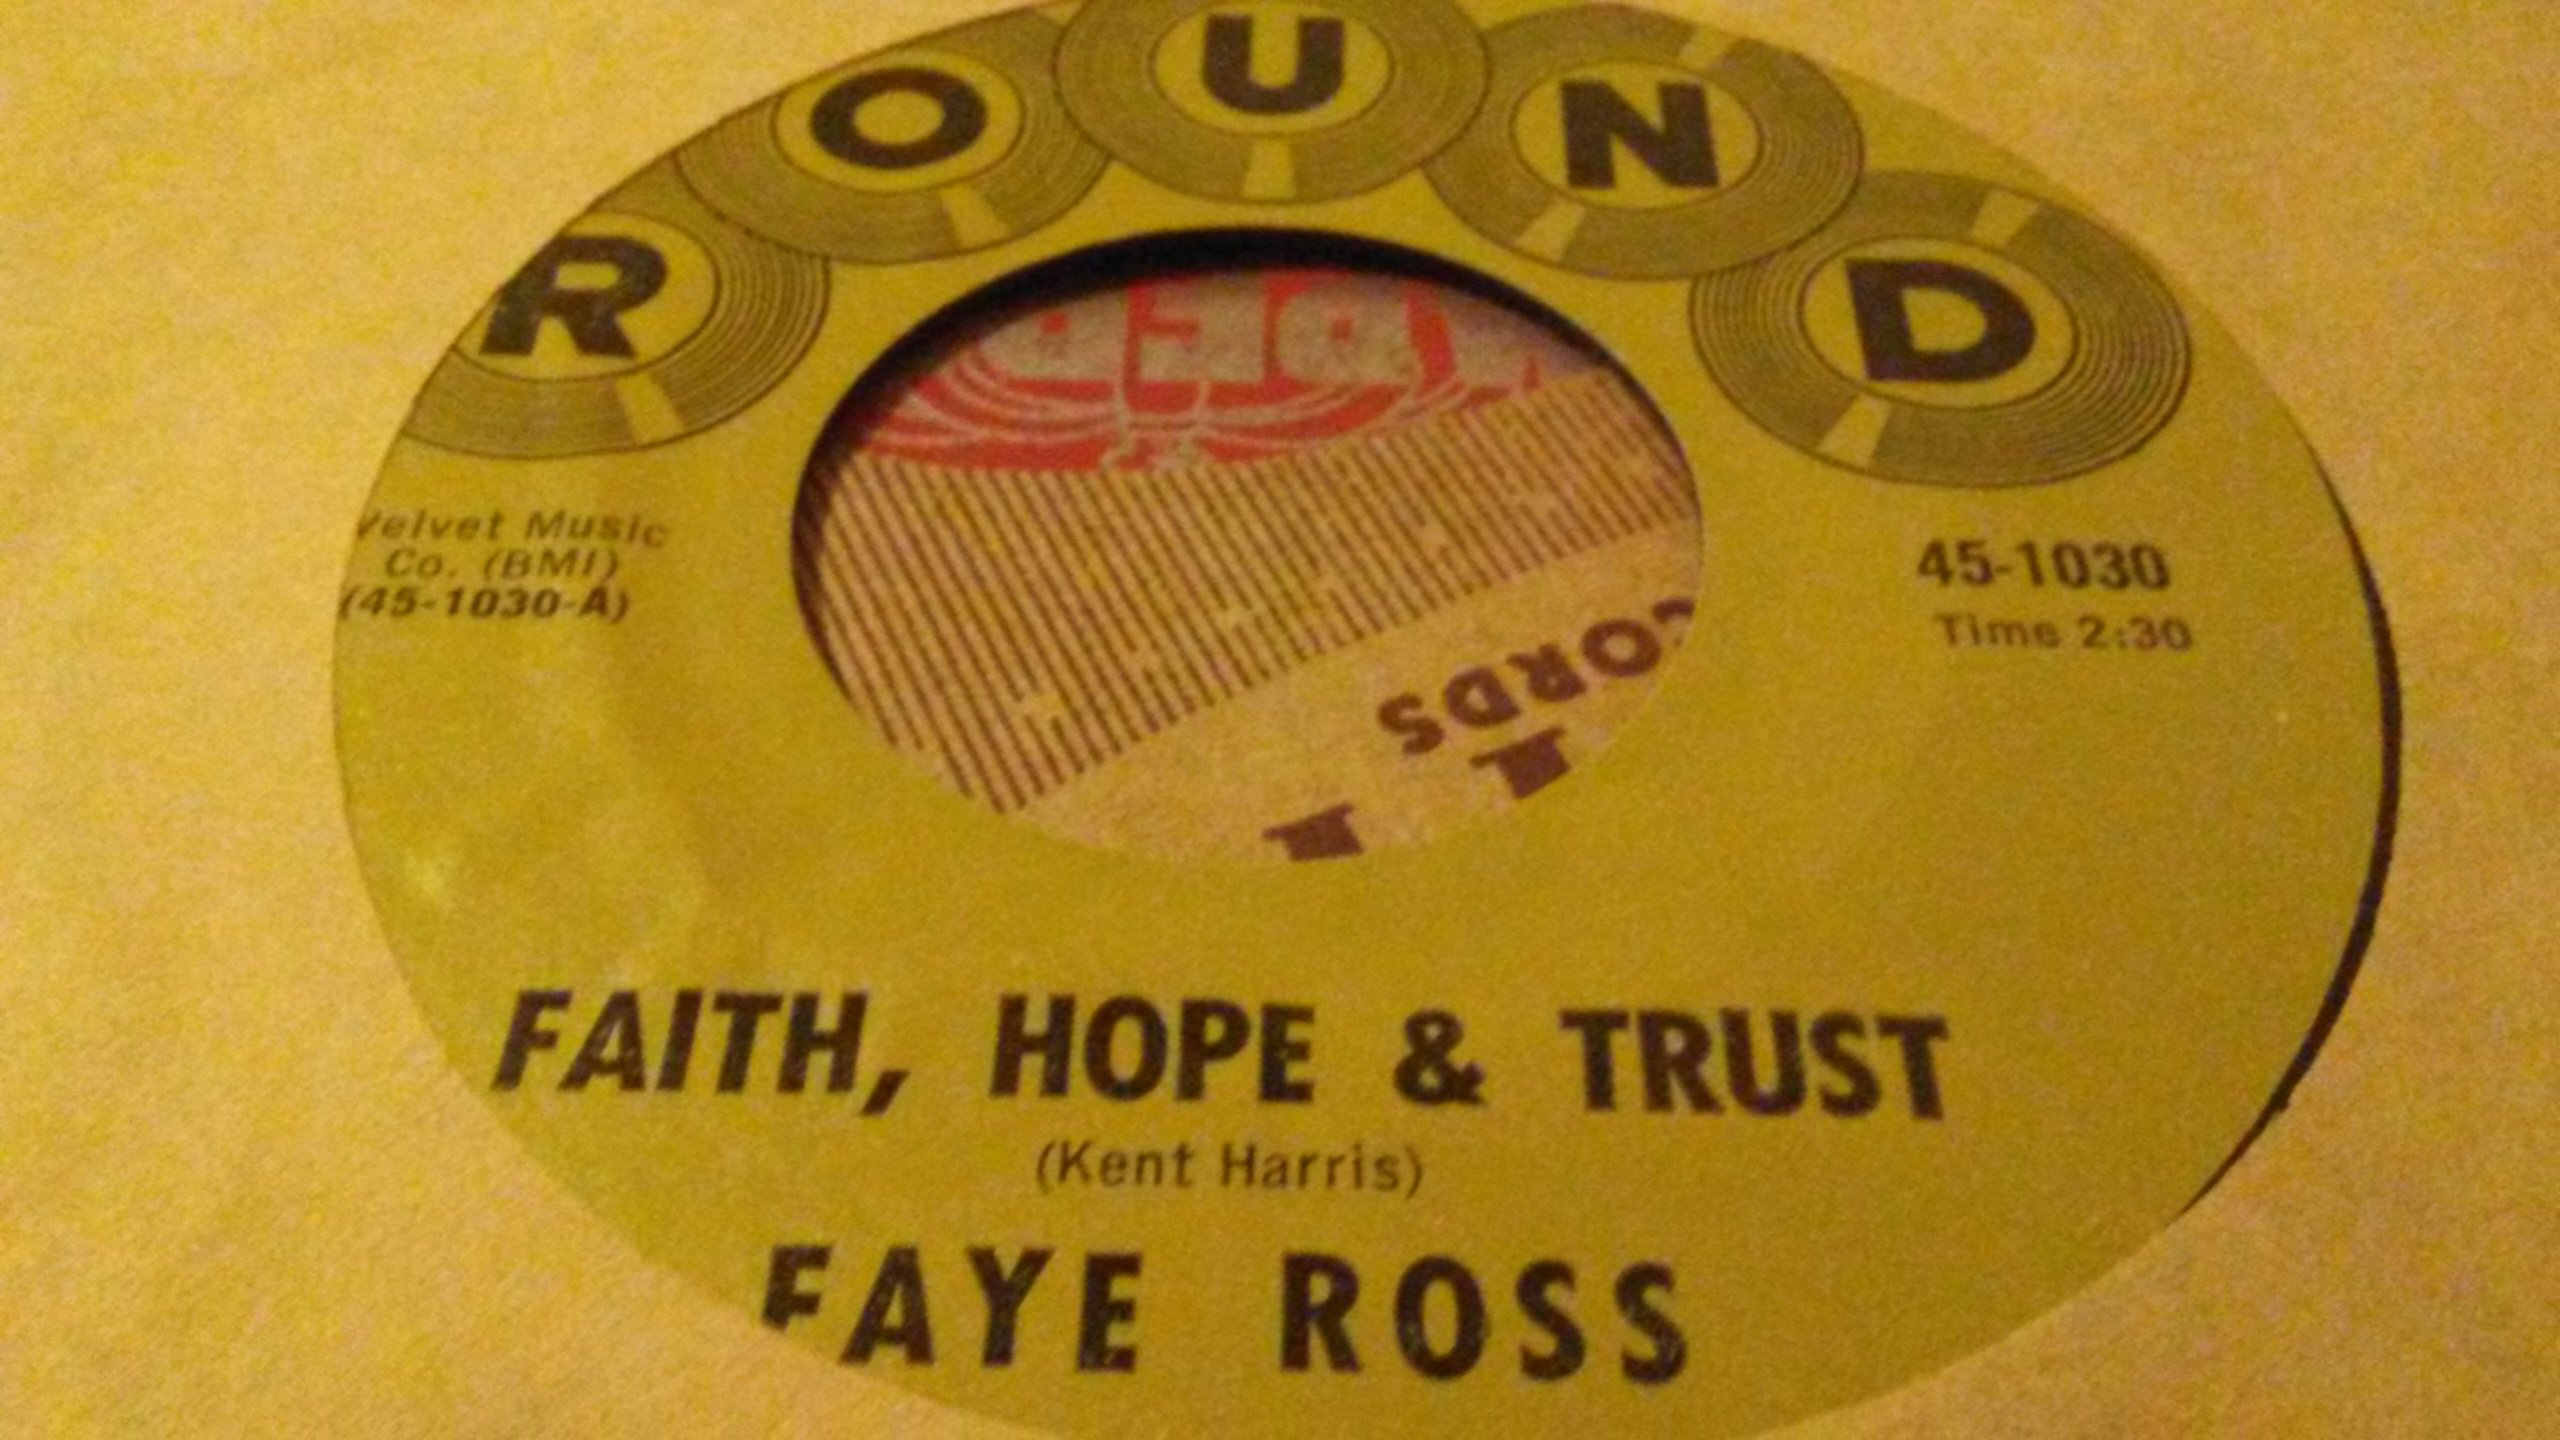 ROUND
Velvet Music
Co. (BMI)
(45-1030-A)
45-1030
Time 2:30
CORDS
FAITH, HOPE & TRUST
(Kent Harris)
FAYE ROSS